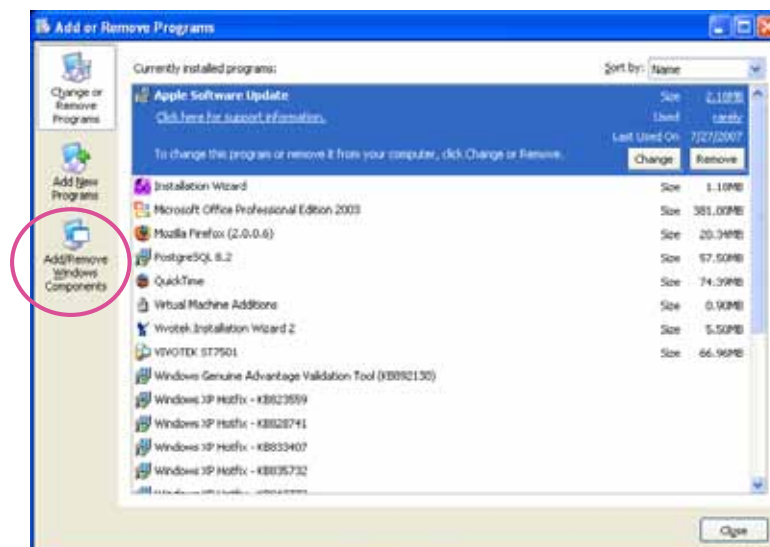 Add or Remove Programs
Change or
Remove
Programs
Add New
Programs
Add/Remove
Windows
Components
Currently installed programs:
Sort by: Name
Apple Software Update
Size 2.18MB
Click here for support information.
Used rarely
Last Used On 7/27/2007
To change this program or remove it from your computer, click Change or Remove.
Change Remove
Installation Wizard Size 1.18MB
Microsoft Office Professional Edition 2003 Size 381.00MB
Mozilla Firefox (2.0.0.6) Size 20.34MB
PostgreSQL 8.2 Size 57.50MB
QuickTime Size 74.39MB
Virtual Machine Additions Size 0.90MB
Vivotek Installation Wizard 2 Size 5.50MB
VIVOTEK ST7501 Size 66.96MB
Windows Genuine Advantage Validation Tool (KB892130)
Windows XP Hotfix - KB823559
Windows XP Hotfix - KB828741
Windows XP Hotfix - KB833407
Windows XP Hotfix - KB835732
Close